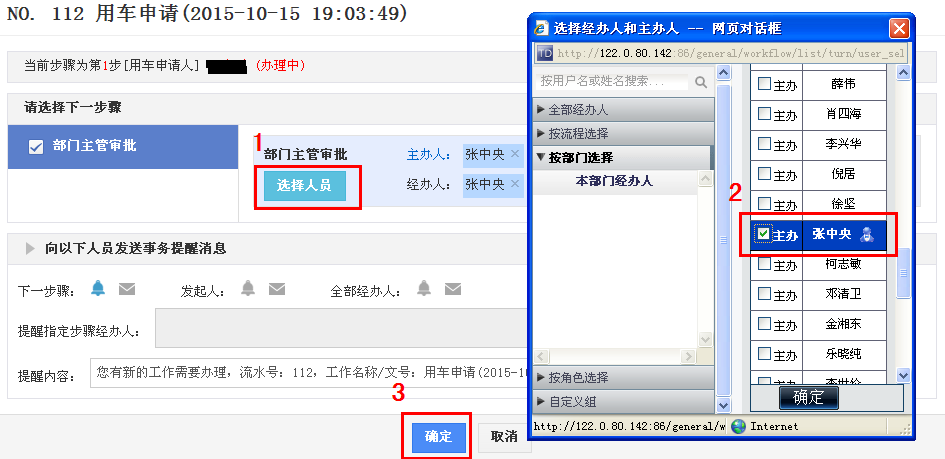 NO. 112 用车申请(2015-10-15 19:03:49)
当前步骤为第1步[用车申请人] (办理中)
请选择下一步骤
部门主管审批
1
部门主管审批 主办人: 张中央 ×
选择人员 经办人: 张中央 ×
向以下人员发送事务提醒消息
下一步骤: 发起人: 全部经办人:
提醒指定步骤经办人:
提醒内容: 您有新的工作需要办理，流水号：112，工作名称/文号：用车申请(2015-10
3
确定 取消
选择经办人和主办人 -- 网页对话框
TD http://122.0.80.142:86/general/workflow/list/turn/user_sel
按用户名或姓名搜索...
全部经办人
按流程选择
按部门选择
本部门经办人
按角色选择
自定义组
主办 薛伟
主办 肖四海
主办 李兴华
主办 倪居
主办 徐坚
2
主办 张中央
主办 柯志敏
主办 邓清卫
主办 金湘东
主办 乐晓纯
确定
http://122.0.80.142:86/general/w Internet